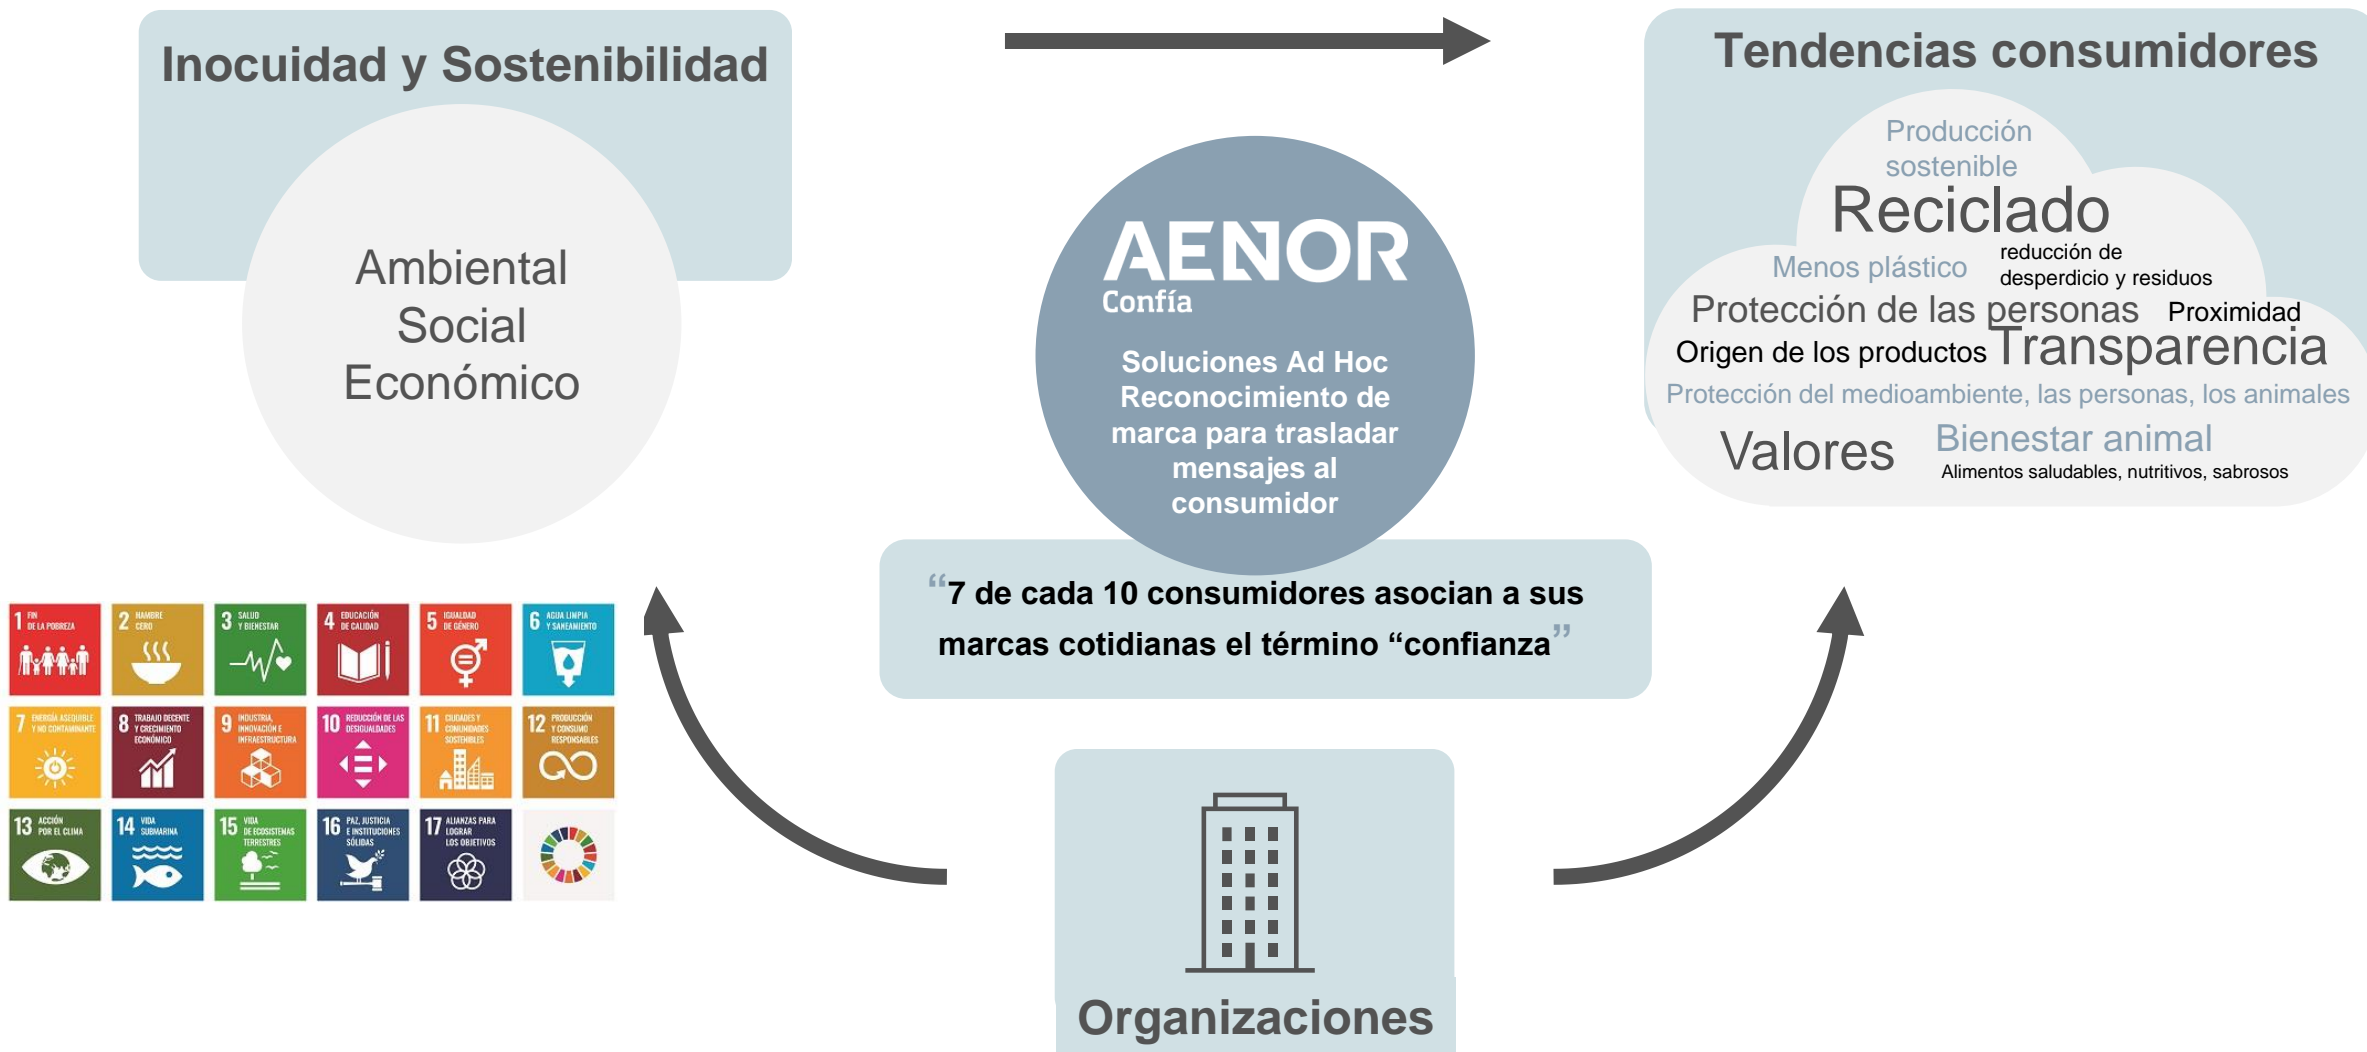 Inocuidad y Sostenibilidad
Ambiental
Social
Económico
1 FIN
DE LA POBREZA
2 HAMBRE
CERO
3 SALUD
Y BIENESTAR
4 EDUCACIÓN
DE CALIDAD
5 IGUALDAD
DE GÉNERO
6 AGUA LIMPIA
Y SANEAMIENTO
7 ENERGÍA ASEQUIBLE
Y NO CONTAMINANTE
8 TRABAJO DECENTE
Y CRECIMIENTO
ECONÓMICO
9 INDUSTRIA,
INNOVACIÓN E
INFRAESTRUCTURA
10 REDUCCIÓN DE LAS
DESIGUALDADES
11 CIUDADES Y
COMUNIDADES
SOSTENIBLES
12 PRODUCCIÓN
Y CONSUMO
RESPONSABLES
13 ACCIÓN
POR EL CLIMA
14 VIDA
SUBMARINA
15 VIDA
DE ECOSISTEMAS
TERRESTRES
16 PAZ, JUSTICIA
E INSTITUCIONES
SÓLIDAS
17 ALIANZAS PARA
LOGRAR
LOS OBJETIVOS
AENOR
Confía
Soluciones Ad Hoc
Reconocimiento de
marca para trasladar
mensajes al
consumidor
“7 de cada 10 consumidores asocian a sus
marcas cotidianas el término “confianza”
Organizaciones
Tendencias consumidores
Producción
sostenible
Reciclado
Menos plástico
reducción de
desperdicio y residuos
Protección de las personas
Proximidad
Origen de los productos
Transparencia
Protección del medioambiente, las personas, los animales
Valores
Bienestar animal
Alimentos saludables, nutritivos, sabrosos